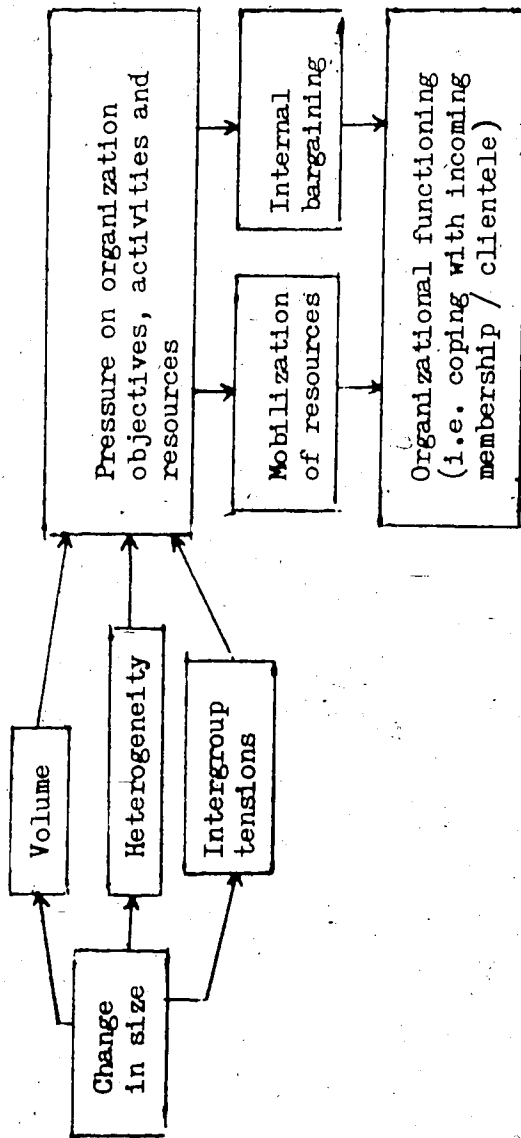 Change
in size
Volume
Heterogeneity
Intergroup
tensions
Pressure on organization
objectives, activities and
resources
Mobilization
of resources
Internal
bargaining
Organizational functioning
(i.e. coping with incoming
membership / clientele)